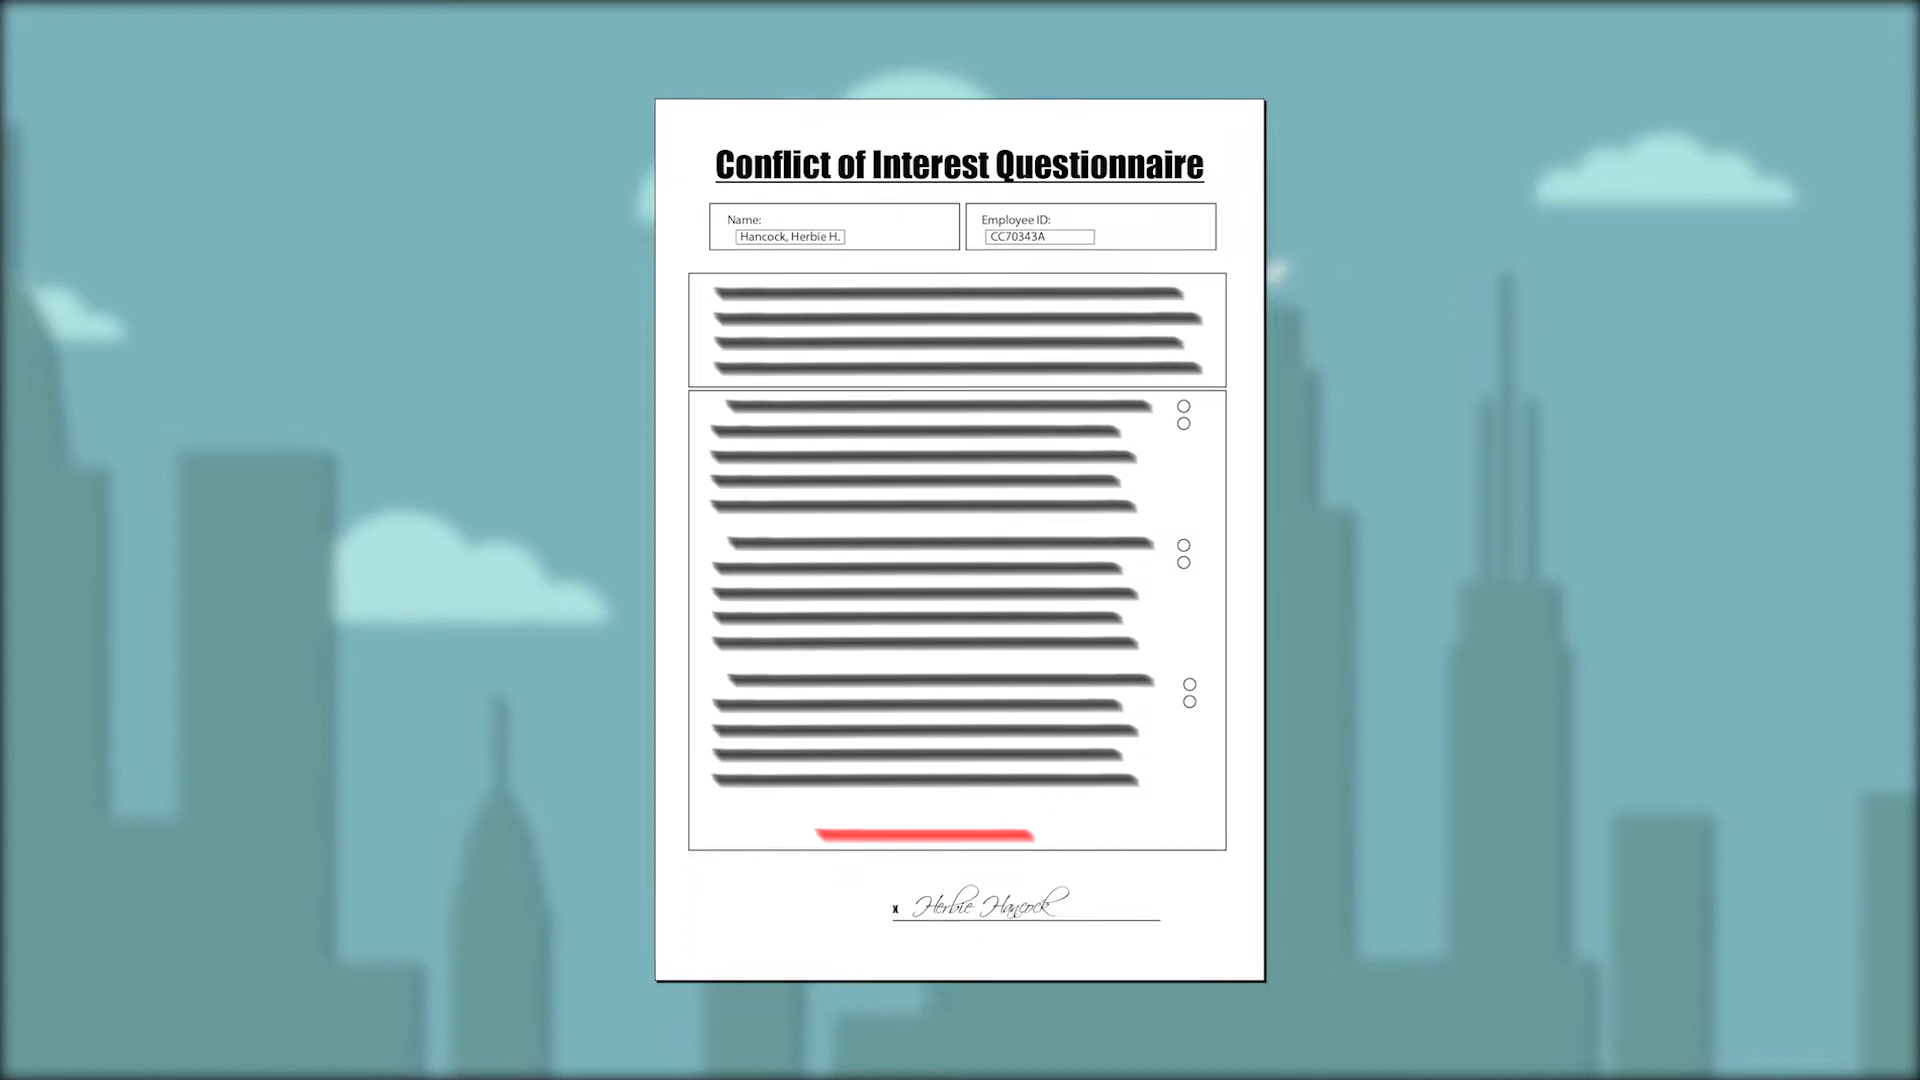 Conflict of Interest Questionnaire
Name:
Hancock, Herbie H.
Employee ID:
CC70343A
x Herbie Hancock